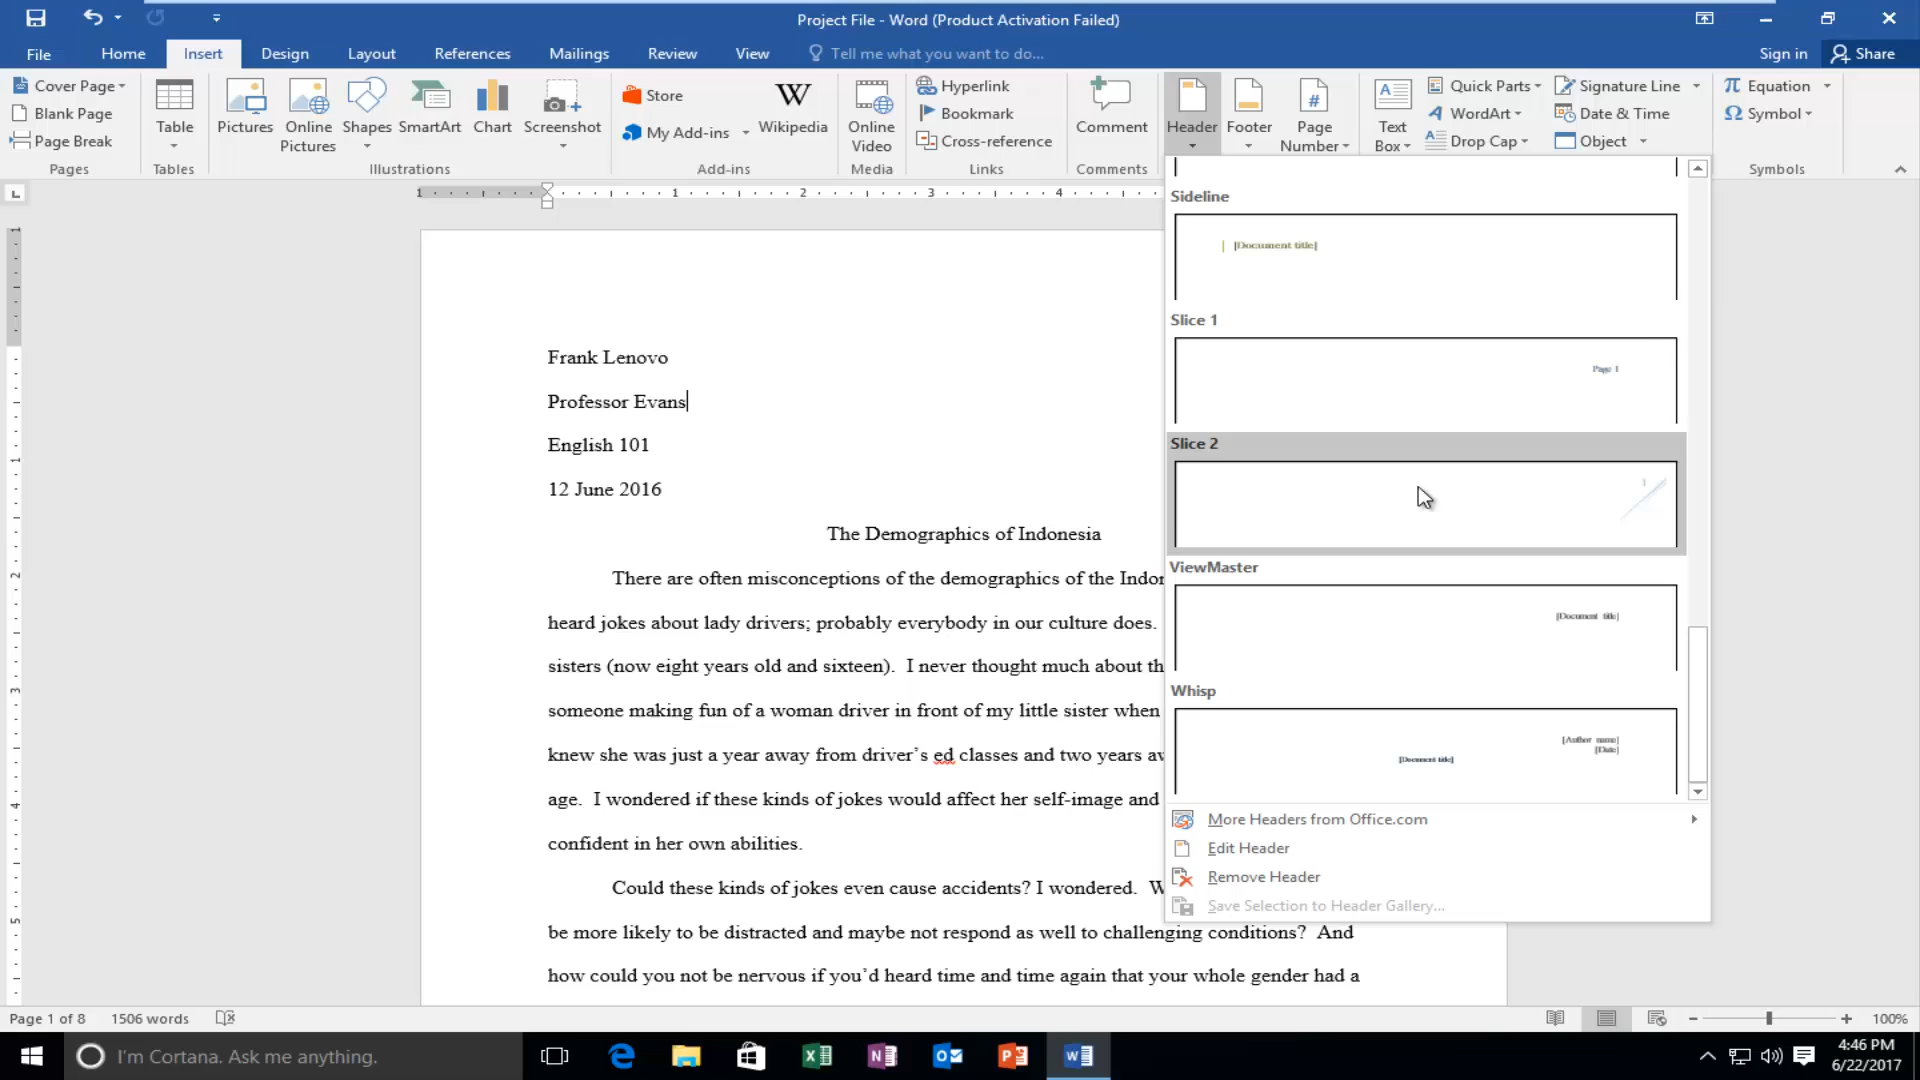 Project File - Word (Product Activation Failed)
File Home Insert Design Layout References Mailings Review View Tell me what you want to do... Sign in Share
Cover Page
Blank Page
Page Break
Pages
Table
Tables
Pictures
Online Pictures
Shapes
SmartArt
Chart
Screenshot
Illustrations
Store
My Add-ins
Wikipedia
Add-ins
Online Video
Media
Hyperlink
Bookmark
Cross-reference
Links
Comment
Comments
Header
Footer
Page Number
Text Box
Quick Parts
WordArt
Drop Cap
Signature Line
Date & Time
Object
Equation
Symbol
Symbols
1 1 2 3 4
Frank Lenovo
Professor Evans
English 101
12 June 2016
The Demographics of Indonesia
There are often misconceptions of the demographics of the Indon
heard jokes about lady drivers; probably everybody in our culture does.
sisters (now eight years old and sixteen).  I never thought much about th
someone making fun of a woman driver in front of my little sister when
knew she was just a year away from driver’s ed classes and two years aw
age.  I wondered if these kinds of jokes would affect her self-image and
confident in her own abilities.
Could these kinds of jokes even cause accidents? I wondered.  W
be more likely to be distracted and maybe not respond as well to challenging conditions?  And
how could you not be nervous if you’d heard time and time again that your whole gender had a
Sideline
[Document title]
Slice 1
Page 1
Slice 2
1
ViewMaster
[Document title]
Whisp
[Author name]
[Date]
[Document title]
More Headers from Office.com
Edit Header
Remove Header
Save Selection to Header Gallery...
Page 1 of 8 1506 words 100%
I'm Cortana. Ask me anything.
4:46 PM
6/22/2017